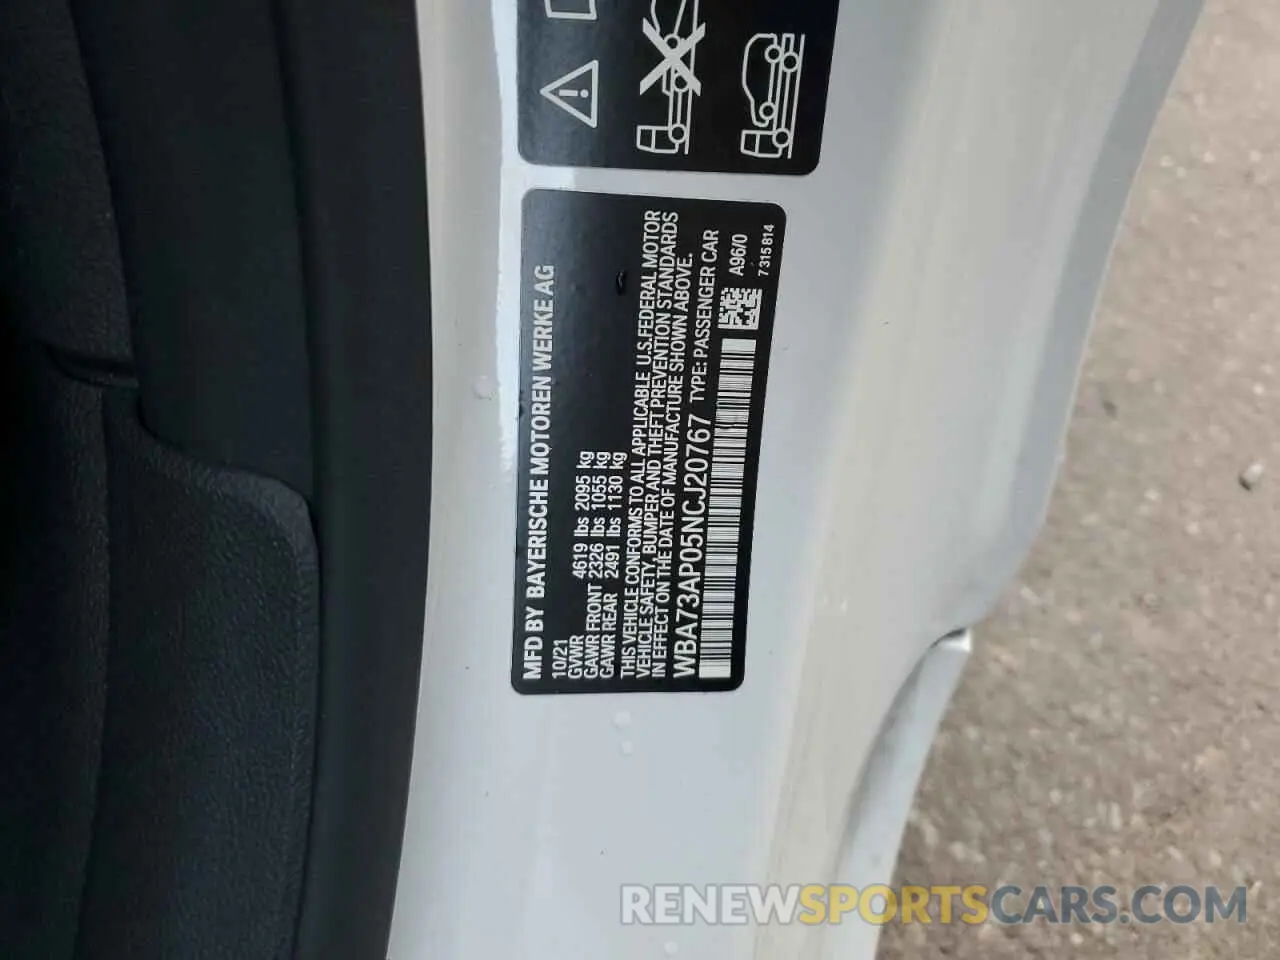 MFD BY BAYERISCHE MOTOREN WERKE AG
10/21
GVWR 4619 lbs 2095 kg
GAWR FRONT 2326 lbs 1055 kg
GAWR REAR 2491 lbs 1130 kg
THIS VEHICLE CONFORMS TO ALL APPLICABLE U.S.FEDERAL MOTOR
VEHICLE SAFETY, BUMPER AND THEFT PREVENTION STANDARDS
IN EFFECT ON THE DATE OF MANUFACTURE SHOWN ABOVE.
WBA73AP05NCJ20767 TYPE: PASSENGER CAR
A96/0
7315814
RENEWSPORTSCARS.COM